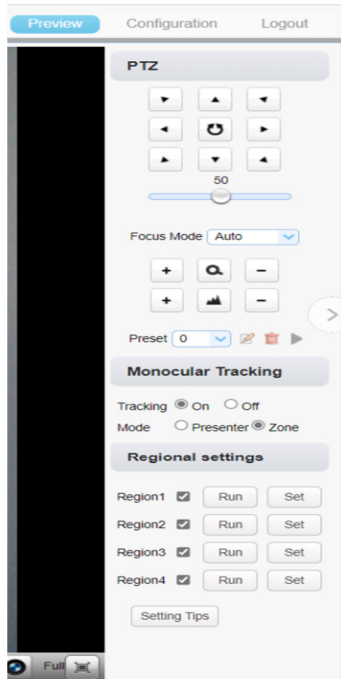 Preview Configuration Logout
PTZ
50
Focus Mode Auto
+ -
+ -
Preset 0
Monocular Tracking
Tracking On Off
Mode Presenter Zone
Regional settings
Region1 Run Set
Region2 Run Set
Region3 Run Set
Region4 Run Set
Setting Tips
Full